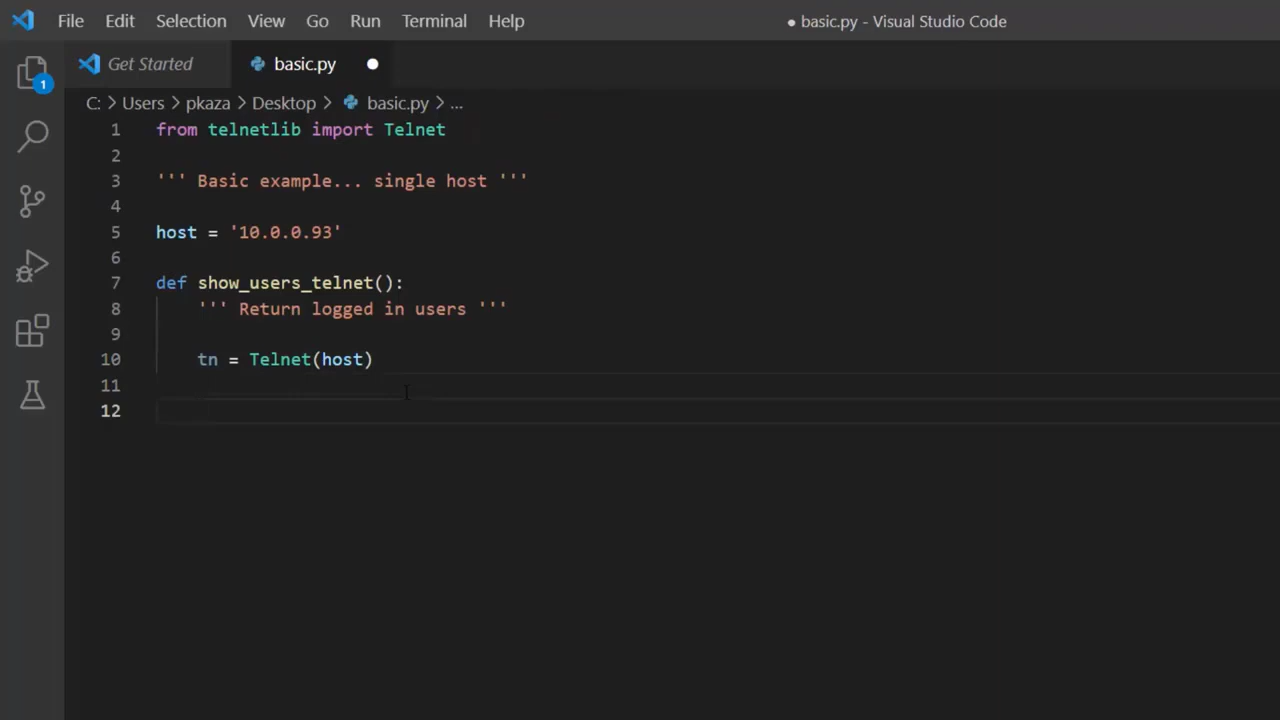 File Edit Selection View Go Run Terminal Help ● basic.py - Visual Studio Code
Get Started basic.py ●
1
C: > Users > pkaza > Desktop > basic.py > ...
1 from telnetlib import Telnet
2
3 ''' Basic example... single host '''
4
5 host = '10.0.0.93'
6
7 def show_users_telnet():
8 ''' Return logged in users '''
9
10 tn = Telnet(host)
11
12